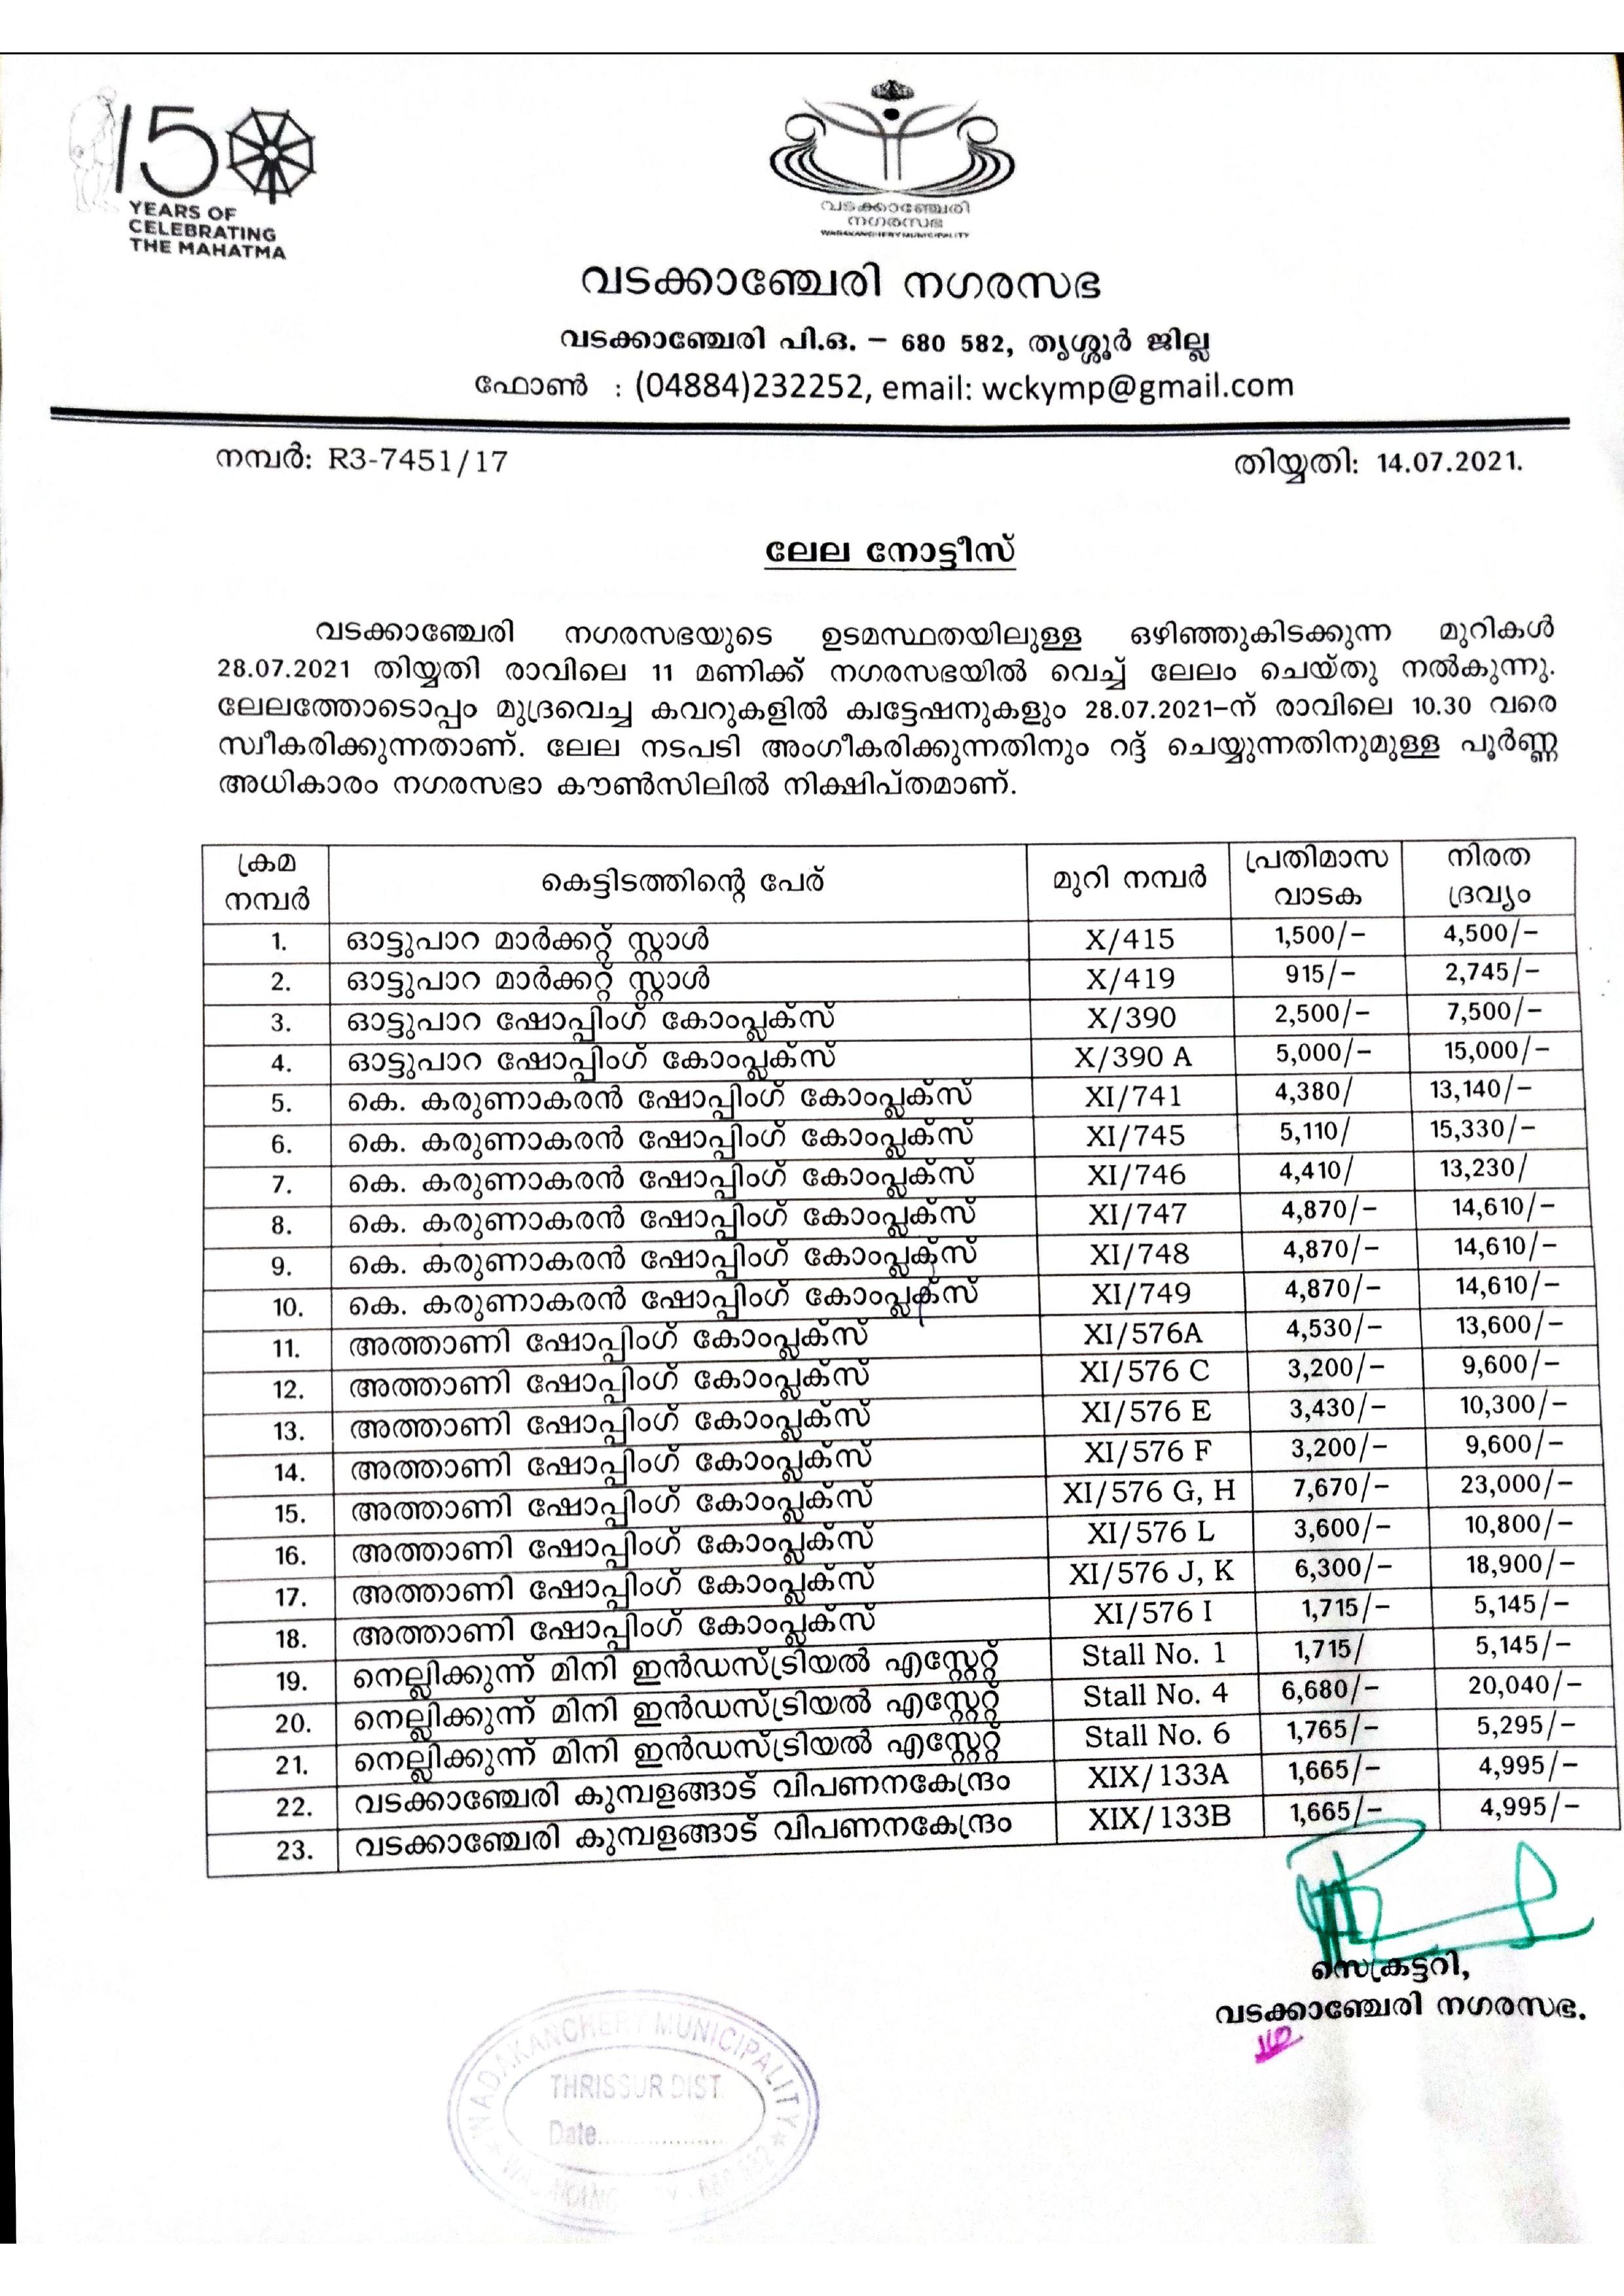 150
YEARS OF
CELEBRATING
THE MAHATMA
വടക്കാഞ്ചേരി
നഗരസഭ
WADAKANCHERY MUNICIPALITY
വടക്കാഞ്ചേരി നഗരസഭ
വടക്കാഞ്ചേരി പി.ഒ. – 680 582, തൃശ്ശൂർ ജില്ല
ഫോൺ : (04884)232252, email: wckymp@gmail.com
നമ്പർ: R3-7451/17 തിയ്യതി: 14.07.2021.
ലേല നോട്ടീസ്
വടക്കാഞ്ചേരി നഗരസഭയുടെ ഉടമസ്ഥതയിലുള്ള ഒഴിഞ്ഞുകിടക്കുന്ന മുറികൾ
28.07.2021 തിയ്യതി രാവിലെ 11 മണിക്ക് നഗരസഭയിൽ വെച്ച് ലേലം ചെയ്തു നൽകുന്നു.
ലേലത്തോടൊപ്പം മുദ്രവെച്ച കവറുകളിൽ ക്വട്ടേഷനുകളും 28.07.2021–ന് രാവിലെ 10.30 വരെ
സ്വീകരിക്കുന്നതാണ്. ലേല നടപടി അംഗീകരിക്കുന്നതിനും റദ്ദ് ചെയ്യുന്നതിനുമുള്ള പൂർണ്ണ
അധികാരം നഗരസഭാ കൗൺസിലിൽ നിക്ഷിപ്തമാണ്.
ക്രമ നമ്പർ കെട്ടിടത്തിന്റെ പേര് മുറി നമ്പർ പ്രതിമാസ വാടക നിരത ദ്രവ്യം
1. ഓട്ടുപാറ മാർക്കറ്റ് സ്റ്റാൾ X/415 1,500/– 4,500/–
2. ഓട്ടുപാറ മാർക്കറ്റ് സ്റ്റാൾ X/419 915/– 2,745/–
3. ഓട്ടുപാറ ഷോപ്പിംഗ് കോംപ്ലക്സ് X/390 2,500/– 7,500/–
4. ഓട്ടുപാറ ഷോപ്പിംഗ് കോംപ്ലക്സ് X/390 A 5,000/– 15,000/–
5. കെ. കരുണാകരൻ ഷോപ്പിംഗ് കോംപ്ലക്സ് XI/741 4,380/ 13,140/–
6. കെ. കരുണാകരൻ ഷോപ്പിംഗ് കോംപ്ലക്സ് XI/745 5,110/ 15,330/–
7. കെ. കരുണാകരൻ ഷോപ്പിംഗ് കോംപ്ലക്സ് XI/746 4,410/ 13,230/
8. കെ. കരുണാകരൻ ഷോപ്പിംഗ് കോംപ്ലക്സ് XI/747 4,870/– 14,610/–
9. കെ. കരുണാകരൻ ഷോപ്പിംഗ് കോംപ്ലക്സ് XI/748 4,870/– 14,610/–
10. കെ. കരുണാകരൻ ഷോപ്പിംഗ് കോംപ്ലക്സ് XI/749 4,870/– 14,610/–
11. അത്താണി ഷോപ്പിംഗ് കോംപ്ലക്സ് XI/576A 4,530/– 13,600/–
12. അത്താണി ഷോപ്പിംഗ് കോംപ്ലക്സ് XI/576 C 3,200/– 9,600/–
13. അത്താണി ഷോപ്പിംഗ് കോംപ്ലക്സ് XI/576 E 3,430/– 10,300/–
14. അത്താണി ഷോപ്പിംഗ് കോംപ്ലക്സ് XI/576 F 3,200/– 9,600/–
15. അത്താണി ഷോപ്പിംഗ് കോംപ്ലക്സ് XI/576 G, H 7,670/– 23,000/–
16. അത്താണി ഷോപ്പിംഗ് കോംപ്ലക്സ് XI/576 L 3,600/– 10,800/–
17. അത്താണി ഷോപ്പിംഗ് കോംപ്ലക്സ് XI/576 J, K 6,300/– 18,900/–
18. അത്താണി ഷോപ്പിംഗ് കോംപ്ലക്സ് XI/576 I 1,715/– 5,145/–
19. നെല്ലിക്കുന്ന് മിനി ഇൻഡസ്ട്രിയൽ എസ്റ്റേറ്റ് Stall No. 1 1,715/ 5,145/–
20. നെല്ലിക്കുന്ന് മിനി ഇൻഡസ്ട്രിയൽ എസ്റ്റേറ്റ് Stall No. 4 6,680/– 20,040/–
21. നെല്ലിക്കുന്ന് മിനി ഇൻഡസ്ട്രിയൽ എസ്റ്റേറ്റ് Stall No. 6 1,765/– 5,295/–
22. വടക്കാഞ്ചേരി കുമ്പളങ്ങാട് വിപണനകേന്ദ്രം XIX/133A 1,665/– 4,995/–
23. വടക്കാഞ്ചേരി കുമ്പളങ്ങാട് വിപണനകേന്ദ്രം XIX/133B 1,665/– 4,995/–
സെക്രട്ടറി,
വടക്കാഞ്ചേരി നഗരസഭ.
WADAKANCHERY MUNICIPALITY
THRISSUR DIST.
Date..................